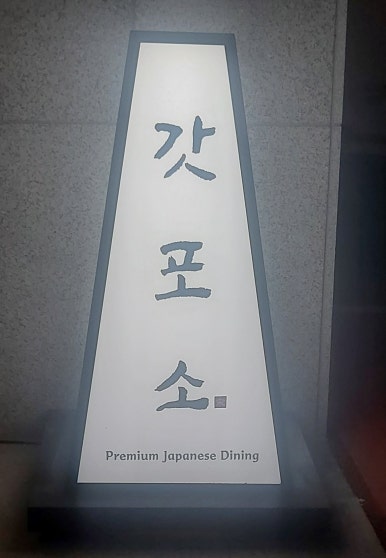 갓포소
Premium Japanese Dining